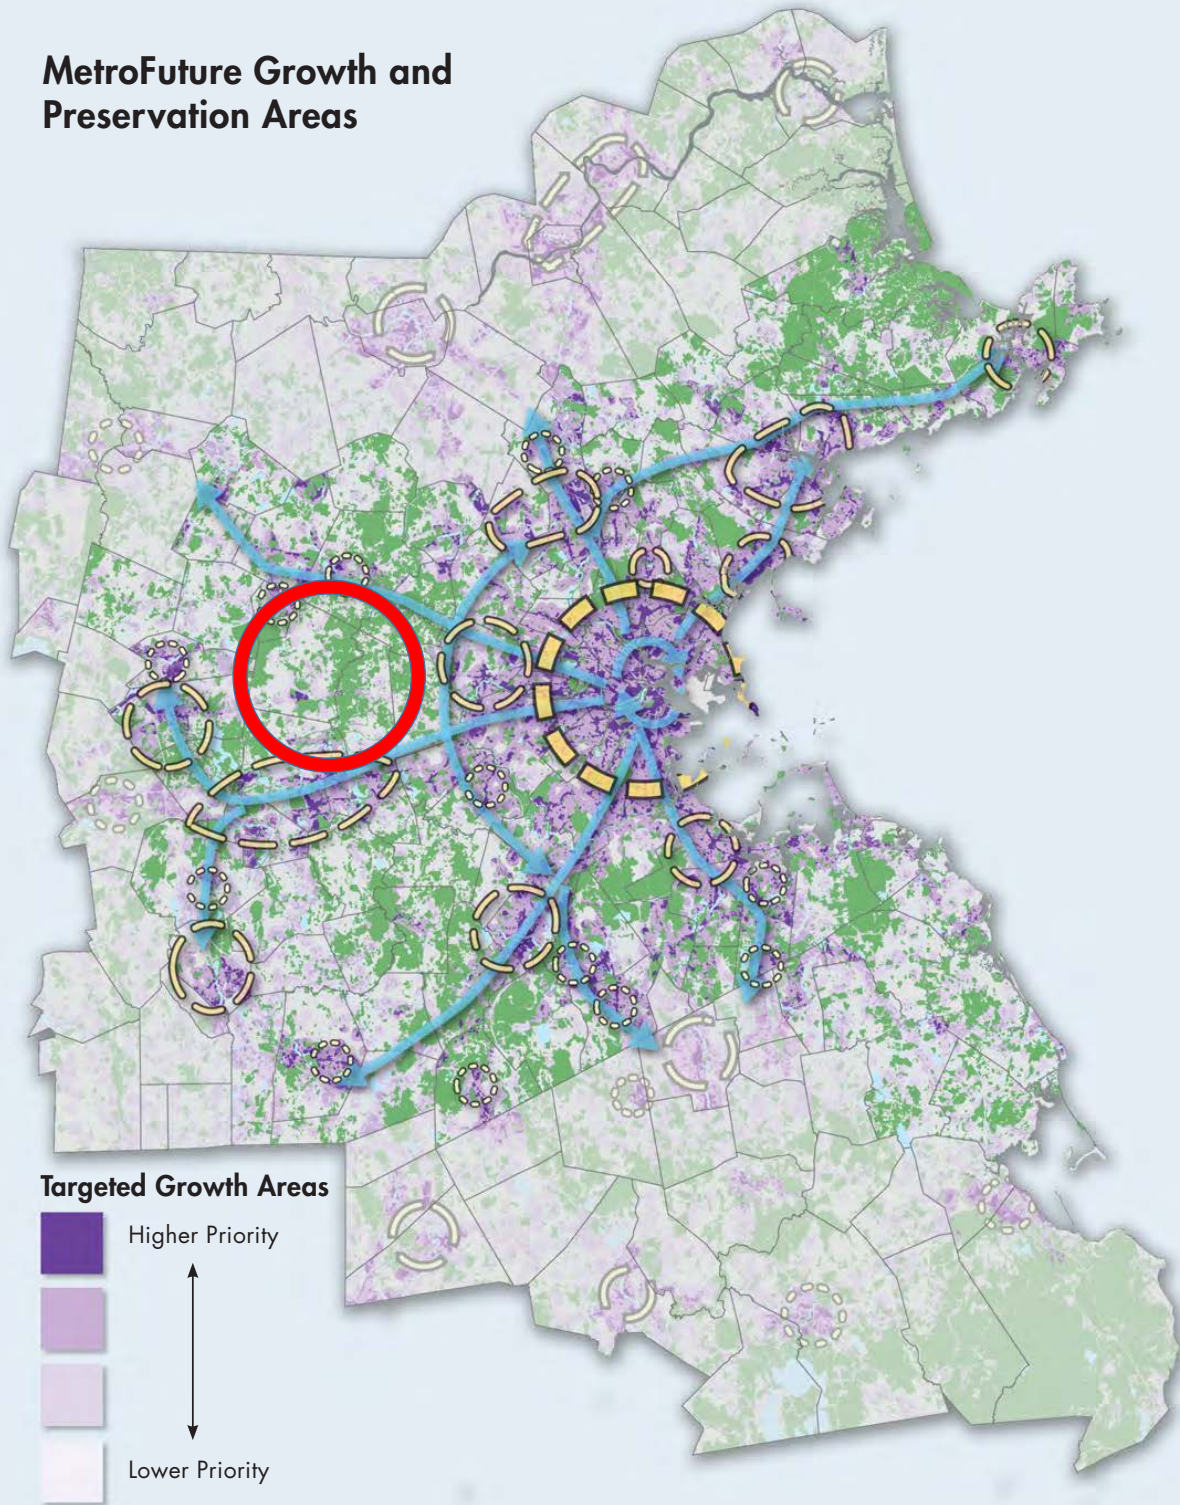 MetroFuture Growth and
Preservation Areas
Targeted Growth Areas
Higher Priority
Lower Priority